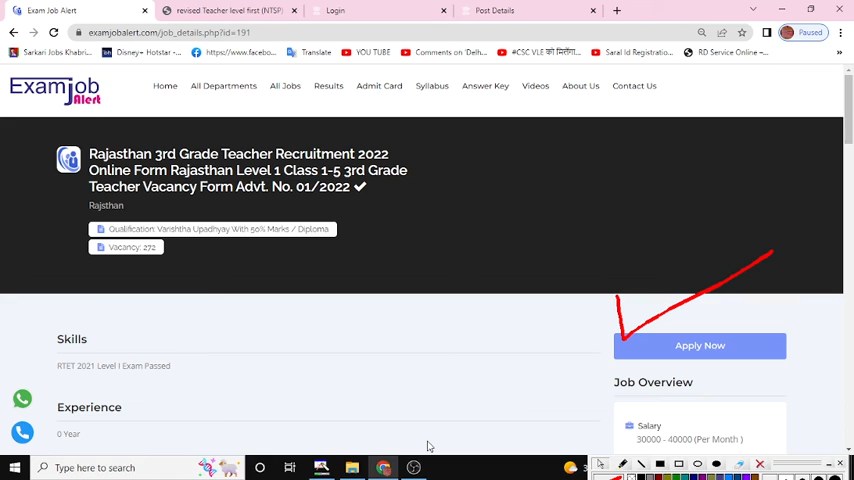 Exam Job Alert
revised Teacher level first (NTSP)
Login
Post Details
examjobalert.com/job_details.php?id=191
Paused
Sarkari Jobs Khabri...
Disney+ Hotstar -...
https://www.facebo...
Translate
YOU TUBE
Comments on 'Delh...
#CSC VLE को मिलेगा...
Saral Id Registratio...
RD Service Online –...
ExamJob Alert
Home
All Departments
All Jobs
Results
Admit Card
Syllabus
Answer Key
Videos
About Us
Contact Us
Rajasthan 3rd Grade Teacher Recruitment 2022
Online Form Rajasthan Level 1 Class 1-5 3rd Grade
Teacher Vacancy Form Advt. No. 01/2022
Rajsthan
Qualification: Varishtha Upadhyay With 50% Marks / Diploma
Vacancy: 272
Skills
RTET 2021 Level I Exam Passed
Apply Now
Job Overview
Experience
0 Year
Salary
30000 - 40000 (Per Month )
Type here to search